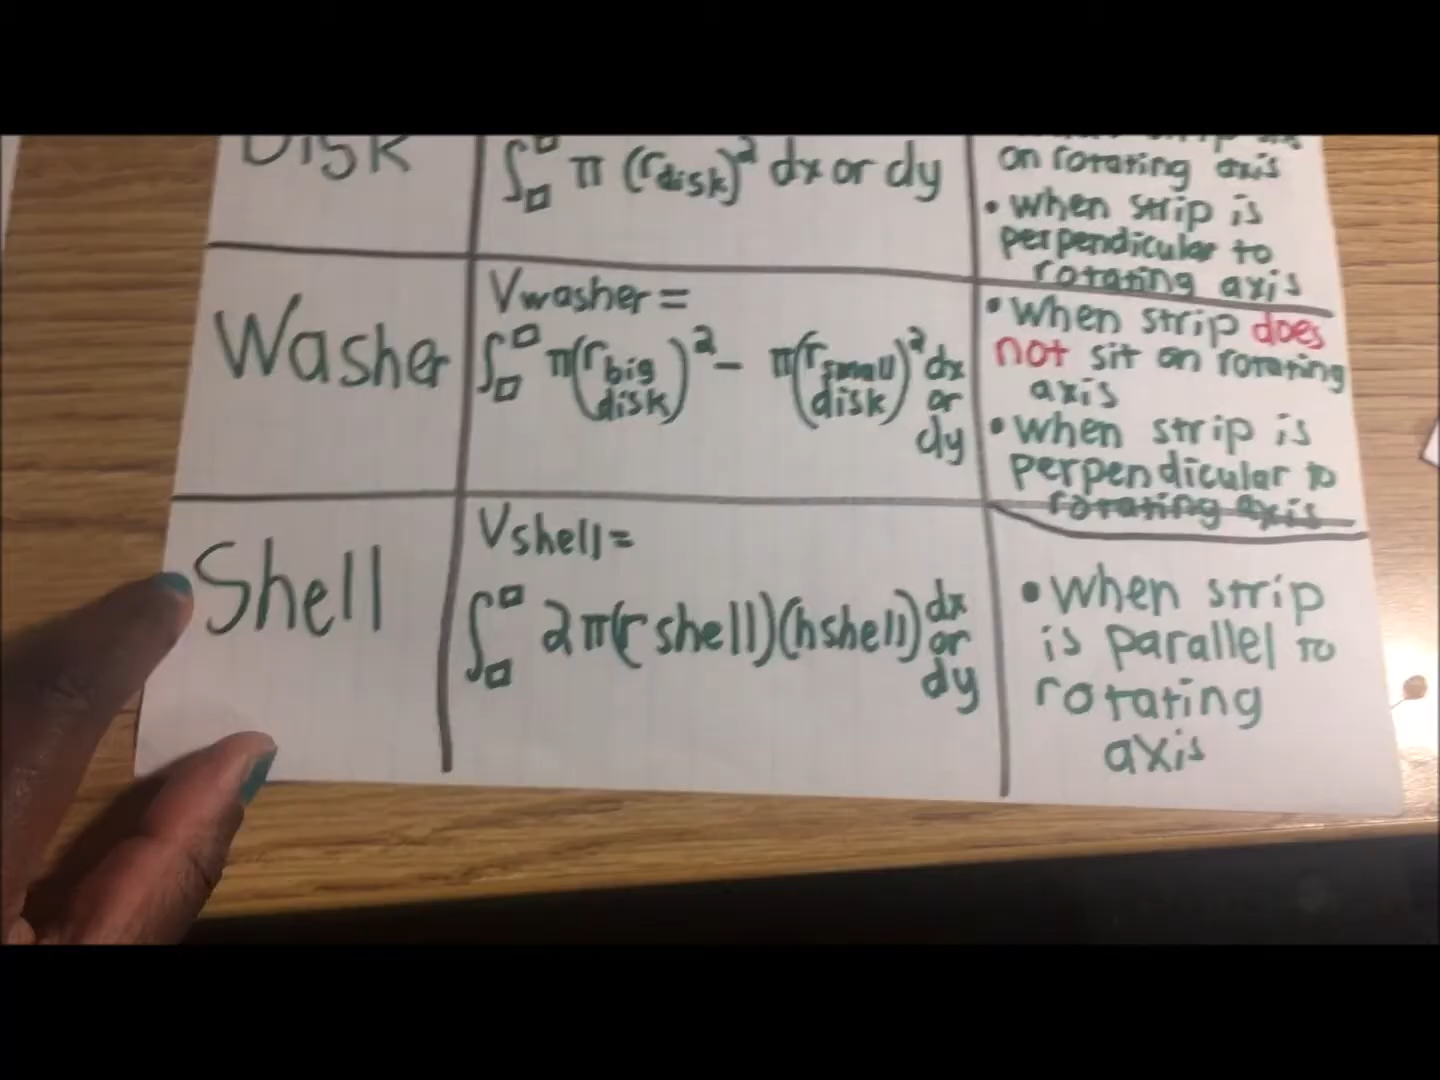 Disk
∫ π (r disk)² dx or dy
on rotating axis
• when strip is
perpendicular to
rotating axis
Washer
Vwasher =
∫ π(r big disk)² - π(r small disk)² dx or dy
• when strip does
not sit on rotating
axis
• when strip is
perpendicular to
rotating axis
Shell
Vshell =
∫ 2π(r shell)(h shell) dx or dy
• when strip
is parallel to
rotating
axis